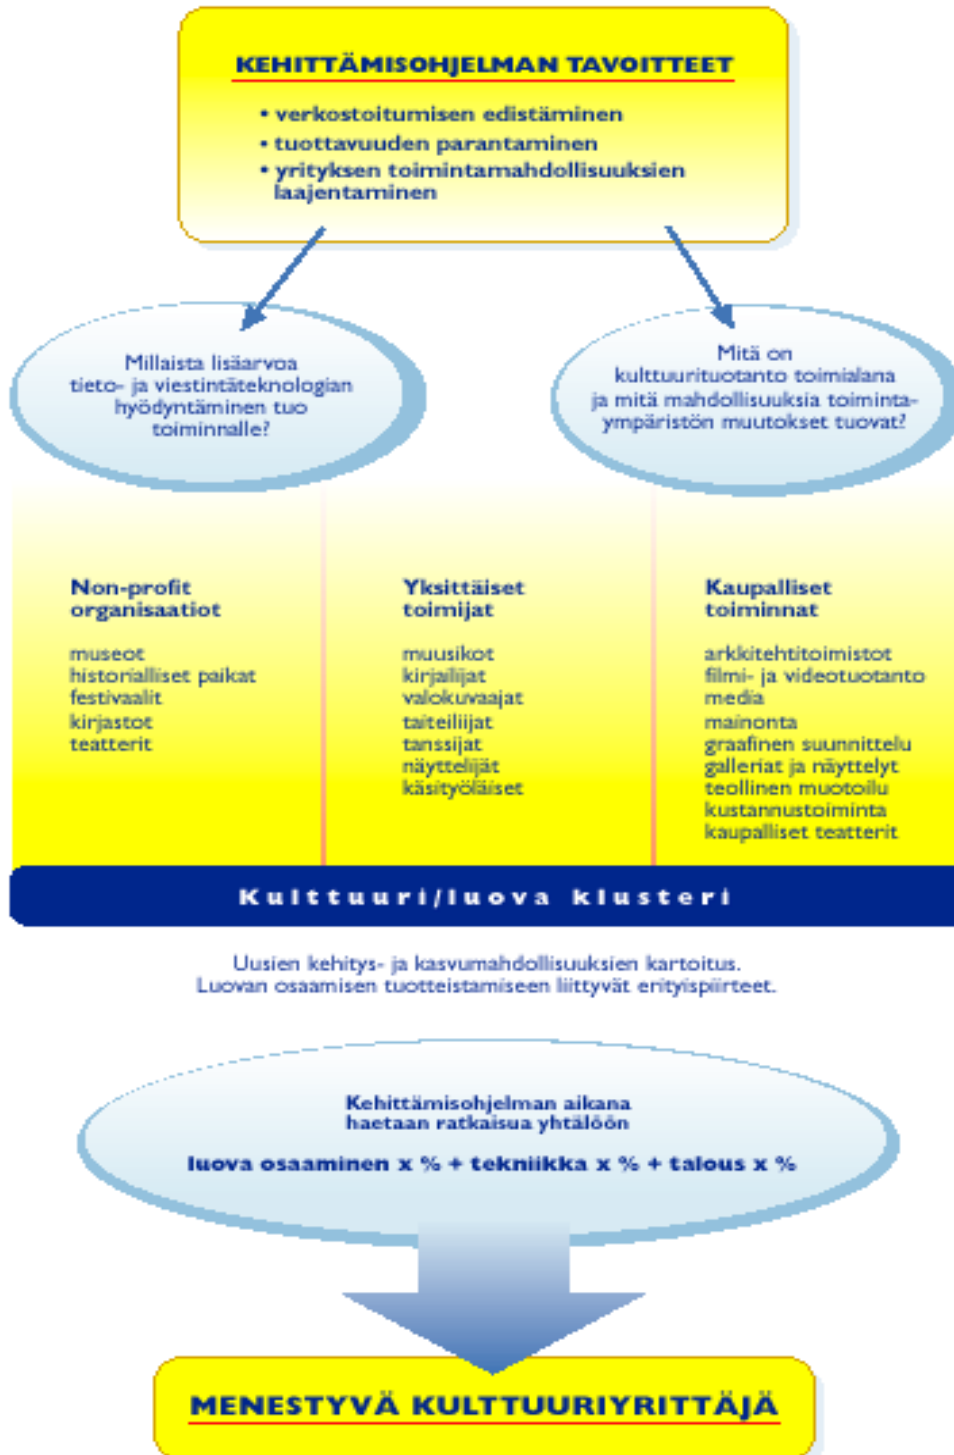 KEHITTÄMISOHJELMAN TAVOITTEET
• verkostoitumisen edistäminen
• tuottavuuden parantaminen
• yrityksen toimintamahdollisuuksien
laajentaminen
Millaista lisäarvoa
tieto- ja viestintäteknologian
hyödyntäminen tuo
toiminnalle?
Mitä on
kulttuurituotanto toimialana
ja mitä mahdollisuuksia toiminta-
ympäristön muutokset tuovat?
Non-profit
organisaatiot
museot
historialliset paikat
festivaalit
kirjastot
teatterit
Yksittäiset
toimijat
muusikot
kirjailijat
valokuvaajat
taiteiliijat
tanssijat
näyttelijät
käsityöläiset
Kaupalliset
toiminnat
arkkitehtitoimistot
filmi- ja videotuotanto
media
mainonta
graafinen suunnittelu
galleriat ja näyttelyt
teollinen muotoilu
kustannustoiminta
kaupalliset teatterit
Kulttuuri/luova klusteri
Uusien kehitys- ja kasvumahdollisuuksien kartoitus.
Luovan osaamisen tuotteistamiseen liittyvät erityispiirteet.
Kehittämisohjelman aikana
haetaan ratkaisua yhtälöön
luova osaaminen x % + tekniikka x % + talous x %
MENESTYVÄ KULTTUURIYRITTÄJÄ